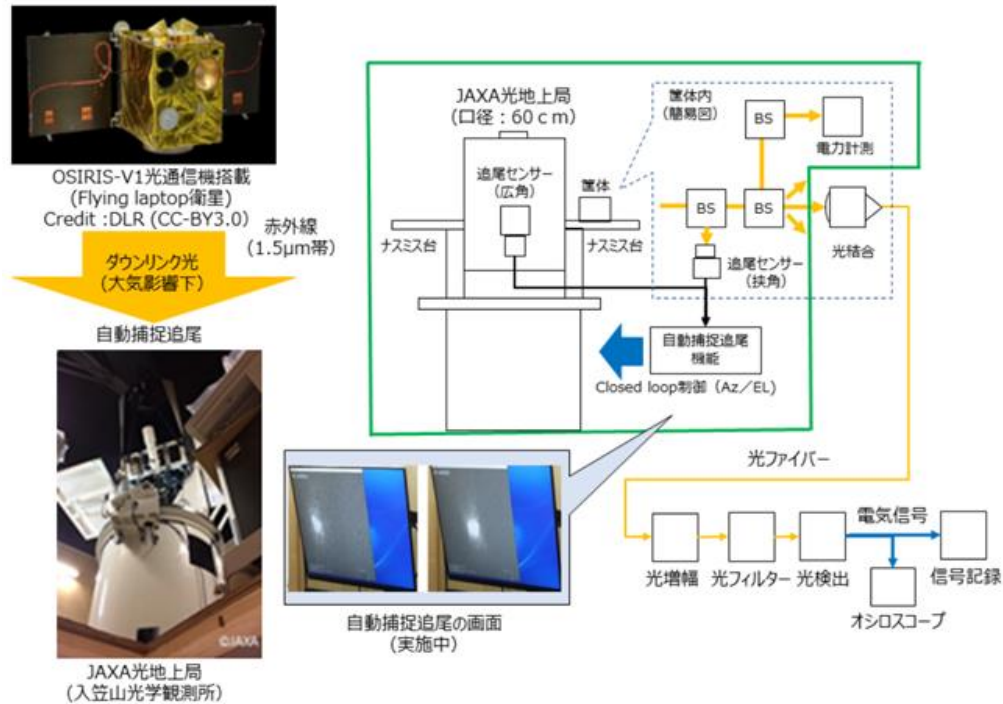 OSIRIS-V1光通信機搭載
(Flying laptop衛星)
Credit :DLR (CC-BY3.0)
赤外線
(1.5μm帯)
ダウンリンク光
(大気影響下)
自動捕捉追尾
©JAXA
JAXA光地上局
(入笠山光学観測所)
JAXA光地上局
(口径：60ｃｍ)
追尾センサー
(広角)
筐体
ナスミス台
ナスミス台
筐体内
(簡易図)
BS
電力計測
BS
BS
光結合
追尾センサー
(狭角)
自動捕捉追尾
機能
Closed loop制御（Az／EL)
自動捕捉追尾の画面
(実施中)
光ファイバー
電気信号
光増幅
光フィルター
光検出
信号記録
オシロスコープ